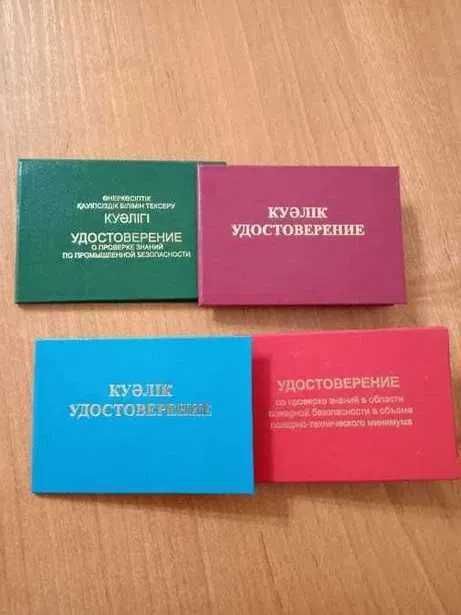 ӨНЕРКӘСІПТІК
ҚАУІПСІЗДІК БІЛІМІН ТЕКСЕРУ
КУӘЛІГІ
УДОСТОВЕРЕНИЕ
О ПРОВЕРКЕ ЗНАНИЙ
ПО ПРОМЫШЛЕННОЙ БЕЗОПАСНОСТИ
КУӘЛІК
УДОСТОВЕРЕНИЕ
КУӘЛІК
УДОСТОВЕРЕНИЕ
УДОСТОВЕРЕНИЕ
по проверке знаний в области
пожарной безопасности в объеме
пожарно-технического минимума